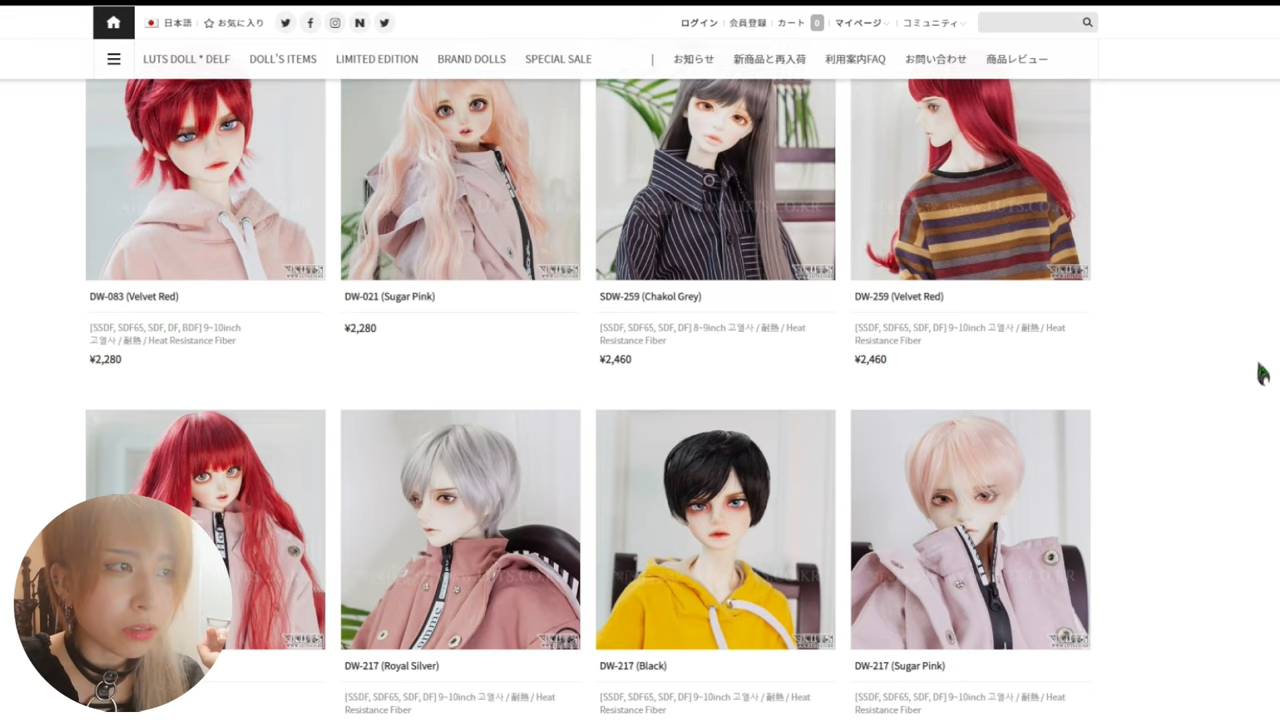 日本語
お気に入り
ログイン
会員登録
カート 0
マイページ
コミュニティ
LUTS DOLL * DELF
DOLL'S ITEMS
LIMITED EDITION
BRAND DOLLS
SPECIAL SALE
|
お知らせ
新商品と再入荷
利用案内FAQ
お問い合わせ
商品レビュー
DW-083 (Velvet Red)
[SSDF, SDF65, SDF, DF, BDF] 9~10inch
고열사 / 耐熱 / Heat Resistance Fiber
¥2,280
DW-021 (Sugar Pink)
¥2,280
SDW-259 (Chakol Grey)
[SSDF, SDF65, SDF, DF] 8~9inch 고열사 / 耐熱 / Heat
Resistance Fiber
¥2,460
DW-259 (Velvet Red)
[SSDF, SDF65, SDF, DF] 9~10inch 고열사 / 耐熱 / Heat
Resistance Fiber
¥2,460
DW-217 (Royal Silver)
[SSDF, SDF65, SDF, DF] 9~10inch 고열사 / 耐熱 / Heat
Resistance Fiber
DW-217 (Black)
[SSDF, SDF65, SDF, DF] 9~10inch 고열사 / 耐熱 / Heat
Resistance Fiber
DW-217 (Sugar Pink)
[SSDF, SDF65, SDF, DF] 9~10inch 고열사 / 耐熱 / Heat
Resistance Fiber